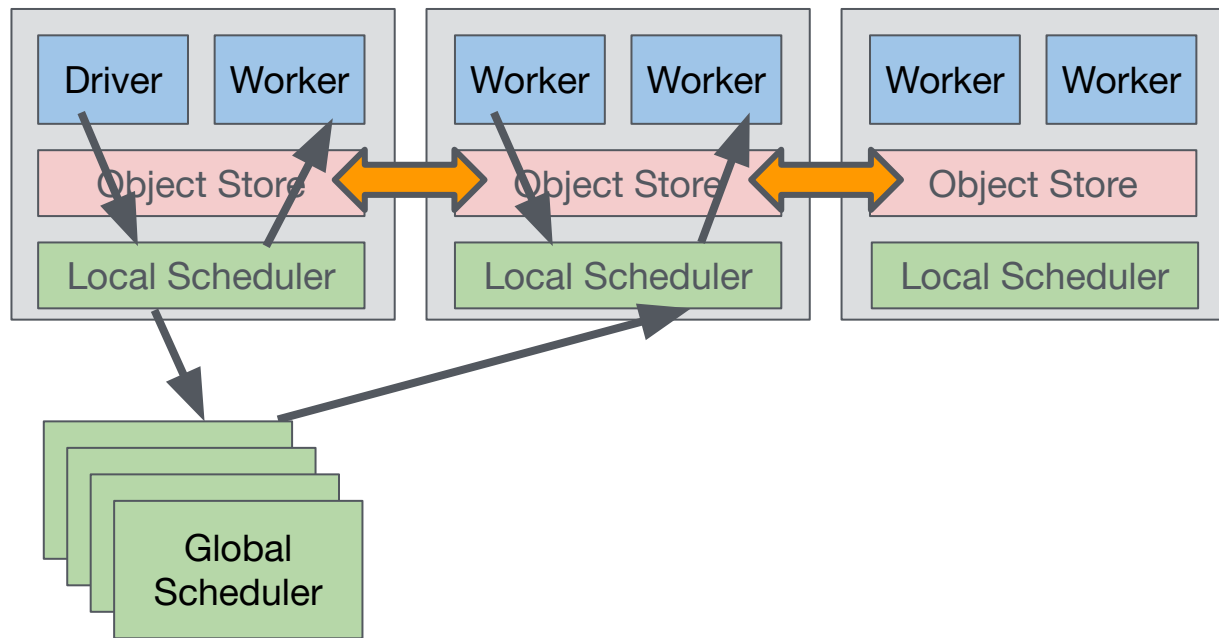 Driver
Worker
Worker
Worker
Worker
Worker
Object Store
Object Store
Object Store
Local Scheduler
Local Scheduler
Local Scheduler
Global
Scheduler